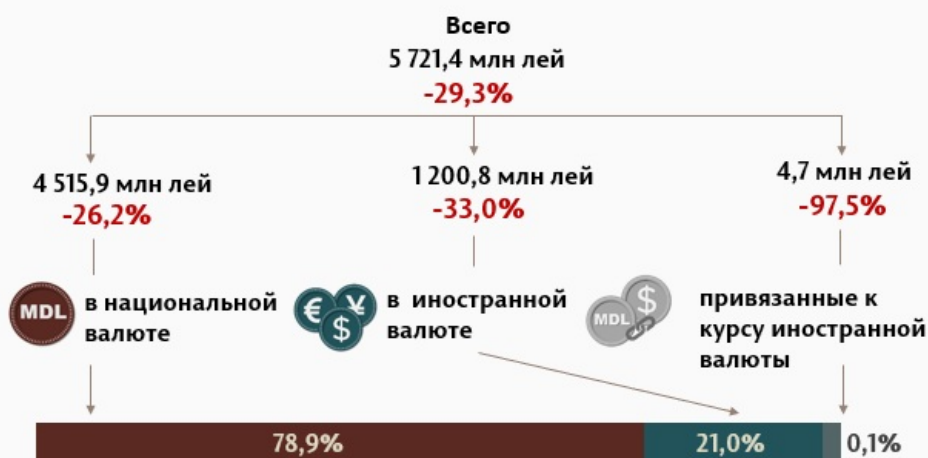 Всего
5 721,4 млн лей
-29,3%
4 515,9 млн лей
-26,2%
1 200,8 млн лей
-33,0%
4,7 млн лей
-97,5%
MDL
в национальной
валюте
€ ¥
$
в иностранной
валюте
$
MDL
привязанные к
курсу иностранной
валюты
78,9%
21,0%
0,1%